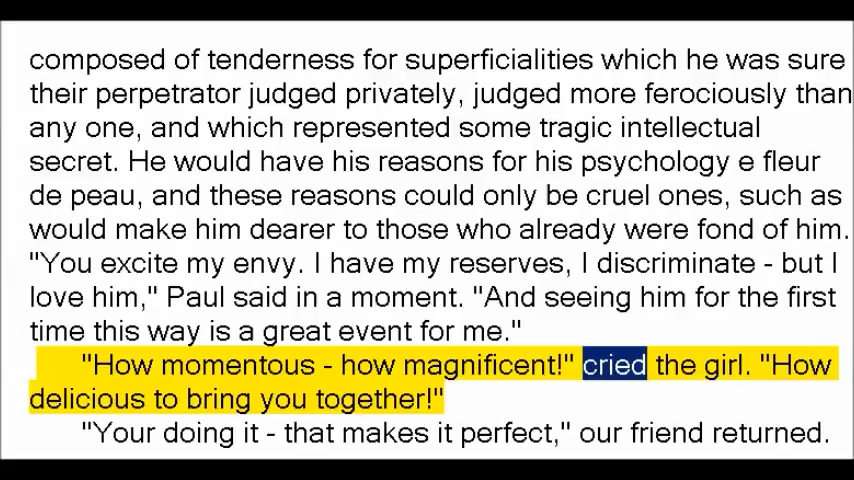 composed of tenderness for superficialities which he was sure
their perpetrator judged privately, judged more ferociously than
any one, and which represented some tragic intellectual
secret. He would have his reasons for his psychology e fleur
de peau, and these reasons could only be cruel ones, such as
would make him dearer to those who already were fond of him.
"You excite my envy. I have my reserves, I discriminate - but I
love him," Paul said in a moment. "And seeing him for the first
time this way is a great event for me."
"How momentous - how magnificent!" cried the girl. "How
delicious to bring you together!"
"Your doing it - that makes it perfect," our friend returned.